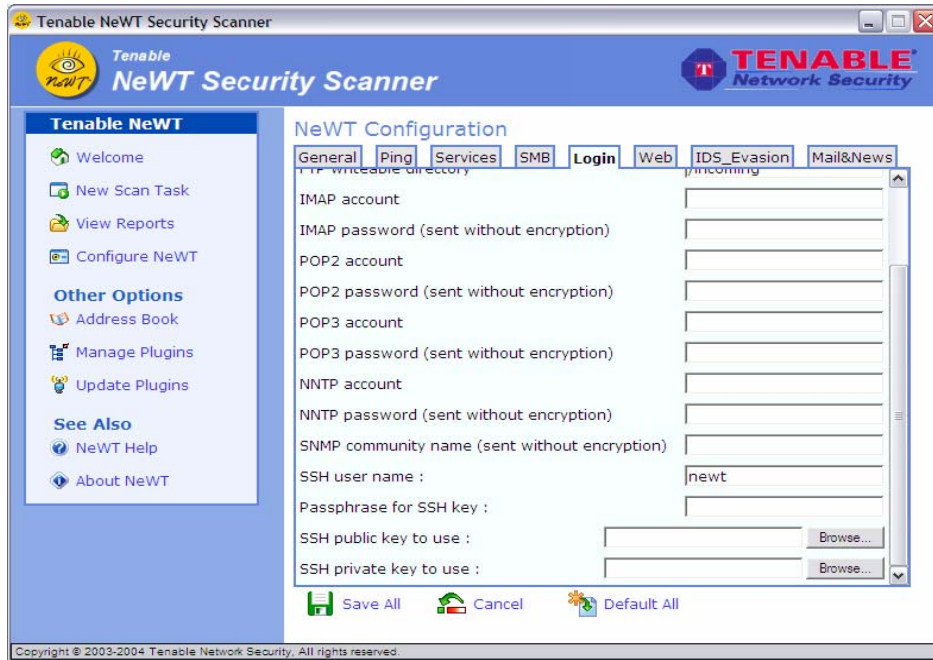 Tenable NeWT Security Scanner
Tenable
NeWT Security Scanner
NeWT
T
TENABLE
Network Security
Tenable NeWT
Welcome
New Scan Task
View Reports
Configure NeWT
Other Options
Address Book
Manage Plugins
Update Plugins
See Also
NeWT Help
About NeWT
NeWT Configuration
General Ping Services SMB Login Web IDS_Evasion Mail&News
FTP writeable directory /incoming
IMAP account
IMAP password (sent without encryption)
POP2 account
POP2 password (sent without encryption)
POP3 account
POP3 password (sent without encryption)
NNTP account
NNTP password (sent without encryption)
SNMP community name (sent without encryption)
SSH user name : newt
Passphrase for SSH key :
SSH public key to use : Browse...
SSH private key to use : Browse...
Save All Cancel Default All
Copyright © 2003-2004 Tenable Network Security, All rights reserved.